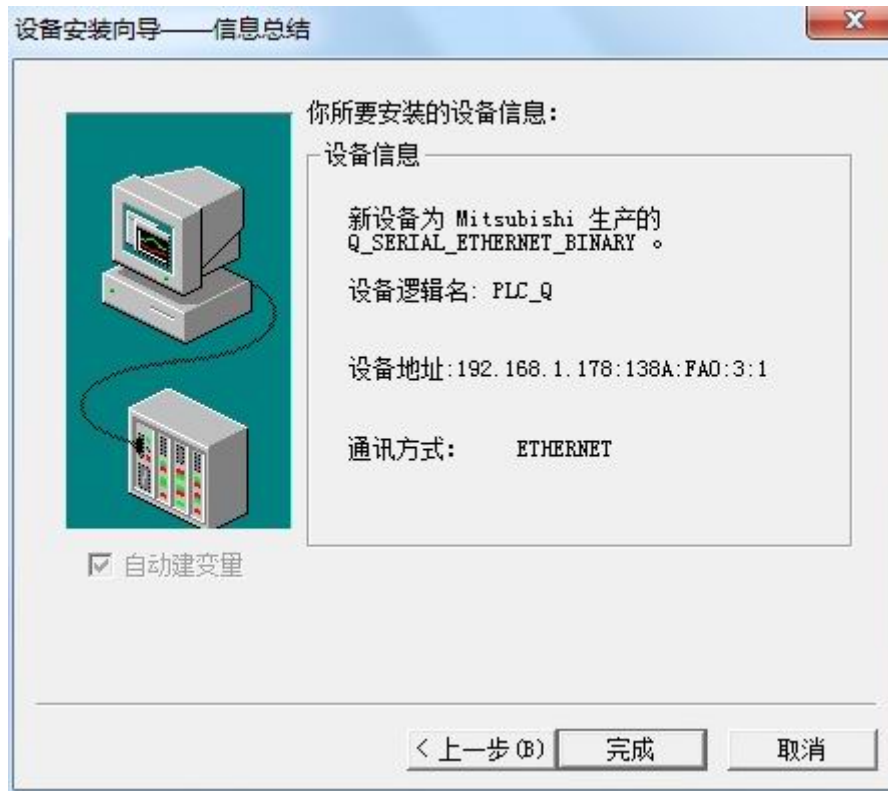 设备安装向导——信息总结
你所要安装的设备信息：
设备信息
新设备为 Mitsubishi 生产的
Q_SERIAL_ETHERNET_BINARY 。
设备逻辑名: PLC_Q
设备地址:192.168.1.178:138A:FA0:3:1
通讯方式： ETHERNET
自动建变量
< 上一步(B)
完成
取消